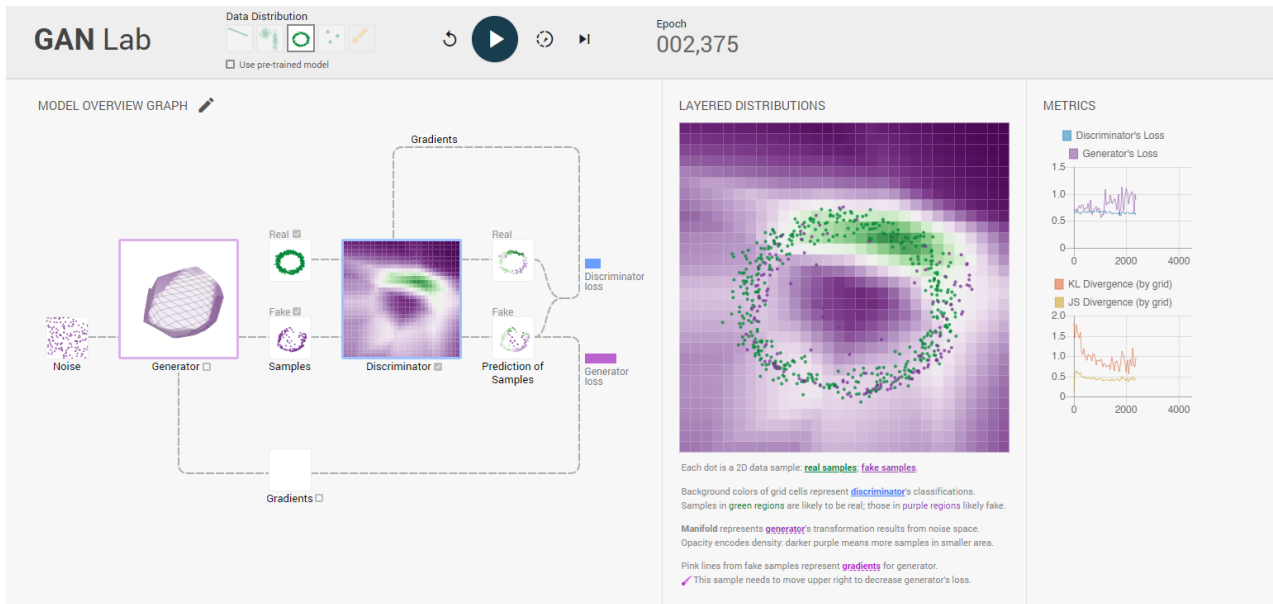 GAN Lab
Data Distribution
Use pre-trained model
Epoch
002,375
MODEL OVERVIEW GRAPH
Gradients
Real
Fake
Noise
Generator
Samples
Discriminator
Real
Fake
Prediction of
Samples
Discriminator
loss
Generator
loss
Gradients
LAYERED DISTRIBUTIONS
Each dot is a 2D data sample: real samples; fake samples.
Background colors of grid cells represent discriminator's classifications.
Samples in green regions are likely to be real; those in purple regions likely fake.
Manifold represents generator's transformation results from noise space.
Opacity encodes density: darker purple means more samples in smaller area.
Pink lines from fake samples represent gradients for generator.
This sample needs to move upper right to decrease generator's loss.
METRICS
Discriminator's Loss
Generator's Loss
1.5
1.0
0.5
0
0 2000 4000
KL Divergence (by grid)
JS Divergence (by grid)
2.0
1.5
1.0
0.5
0
0 2000 4000